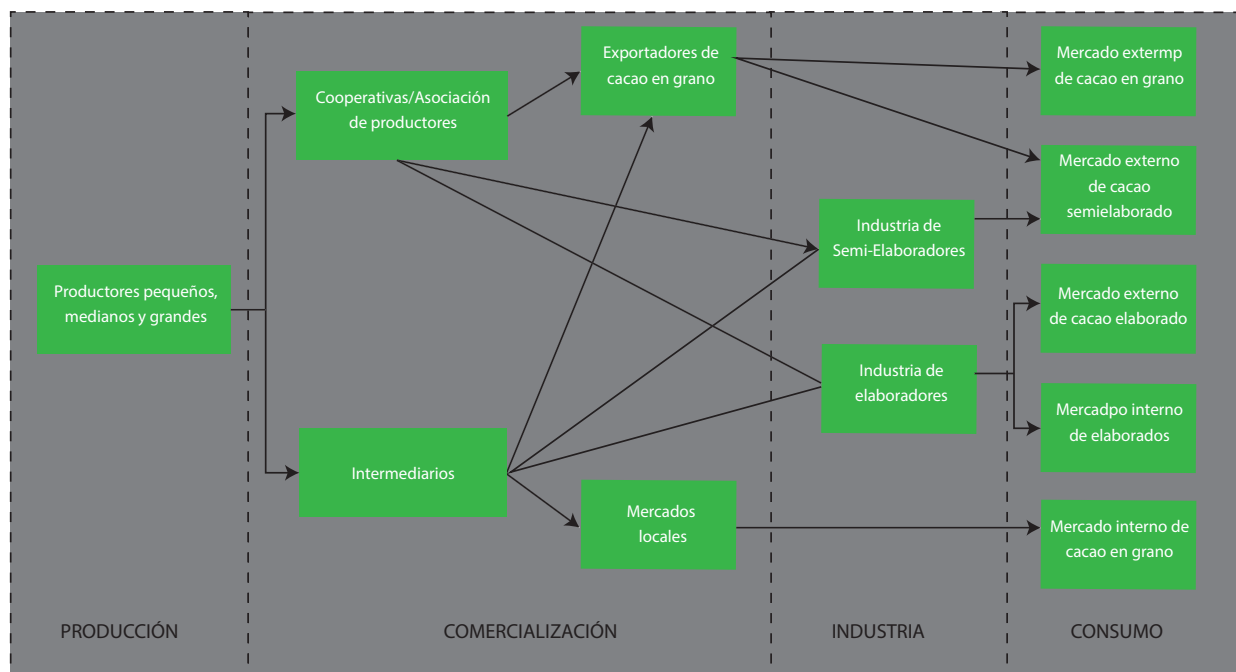 Productores pequeños,
medianos y grandes
Cooperativas/Asociación
de productores
Intermediarios
Exportadores de
cacao en grano
Mercados
locales
Industria de
Semi-Elaboradores
Industria de
elaboradores
Mercado extermp
de cacao en grano
Mercado externo
de cacao
semielaborado
Mercado externo
de cacao elaborado
Mercadpo interno
de elaborados
Mercado interno de
cacao en grano
PRODUCCIÓN
COMERCIALIZACIÓN
INDUSTRIA
CONSUMO